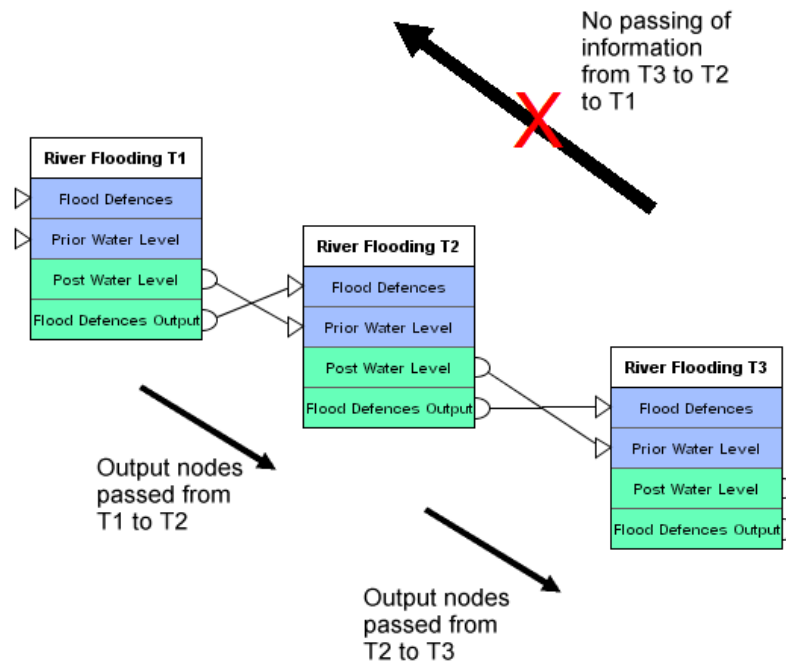 No passing of
information
from T3 to T2
to T1
X
River Flooding T1
Flood Defences
Prior Water Level
Post Water Level
Flood Defences Output
River Flooding T2
Flood Defences
Prior Water Level
Post Water Level
Flood Defences Output
River Flooding T3
Flood Defences
Prior Water Level
Post Water Level
Flood Defences Output
Output nodes
passed from
T1 to T2
Output nodes
passed from
T2 to T3